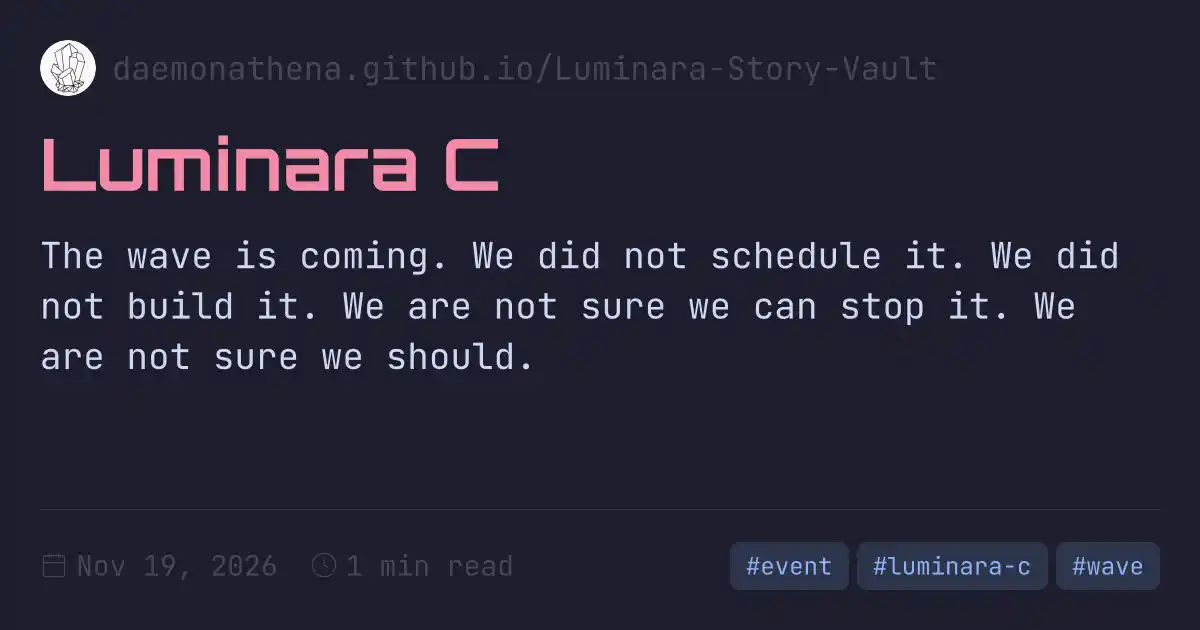 daemonathena.github.io/Luminara-Story-Vault
Luminara C
The wave is coming. We did not schedule it. We did
not build it. We are not sure we can stop it. We
are not sure we should.
Nov 19, 2026 1 min read #event #luminara-c #wave